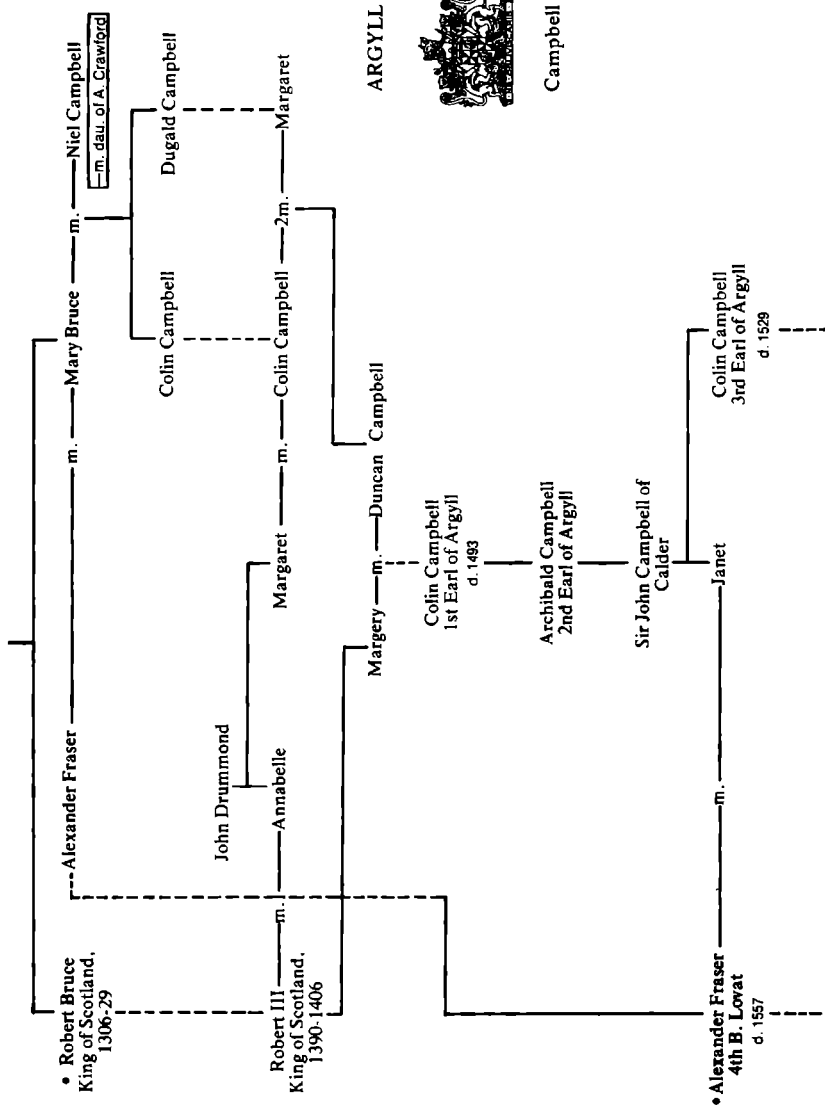 • Robert Bruce
King of Scotland,
1306-29
Alexander Fraser
m.
Mary Bruce
m.
Niel Campbell
m. dau. of A. Crawford
Colin Campbell
Dugald Campbell
John Drummond
Robert III
King of Scotland,
1390-1406
m.
Annabelle
Margaret
m.
Colin Campbell
2m.
Margaret
Margery
m.
Duncan Campbell
Colin Campbell
1st Earl of Argyll
d. 1493
Archibald Campbell
2nd Earl of Argyll
Sir John Campbell of
Calder
• Alexander Fraser
4th B. Lovat
d. 1557
m.
Janet
Colin Campbell
3rd Earl of Argyll
d. 1529
ARGYLL
Campbell